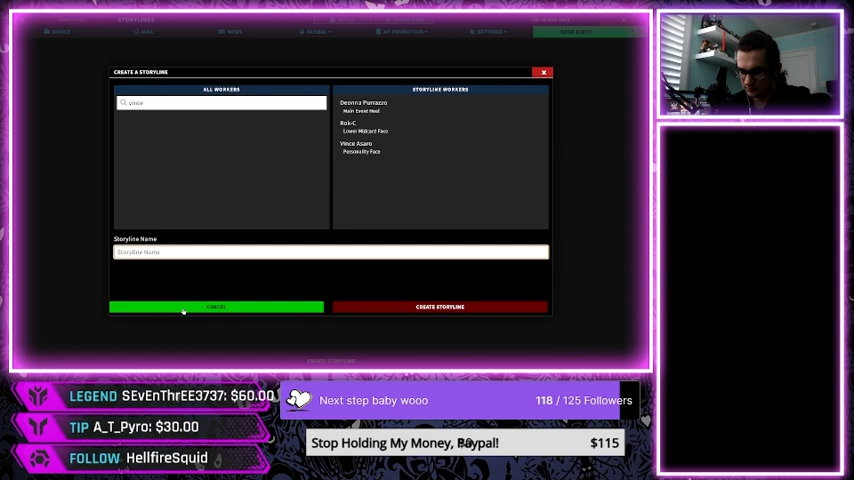 STORYLINES
OFFICE
NEWS
GLOBAL
MY PROMOTION
SETTINGS
BOOK EVENT
CREATE A STORYLINE
ALL WORKERS
STORYLINE WORKERS
vince
Deonna Purrazzo
Main Event Heel
Rok-C
Lower Midcard Face
Vince Asaro
Personality Face
Storyline Name
Storyline Name
CANCEL
CREATE STORYLINE
CREATE STORYLINE
LEGEND SEvEnThrEE3737: $60.00
Next step baby wooo 118 / 125 Followers
TIP A_T_Pyro: $30.00
Stop Holding My Money, Paypal! $115
FOLLOW HellfireSquid